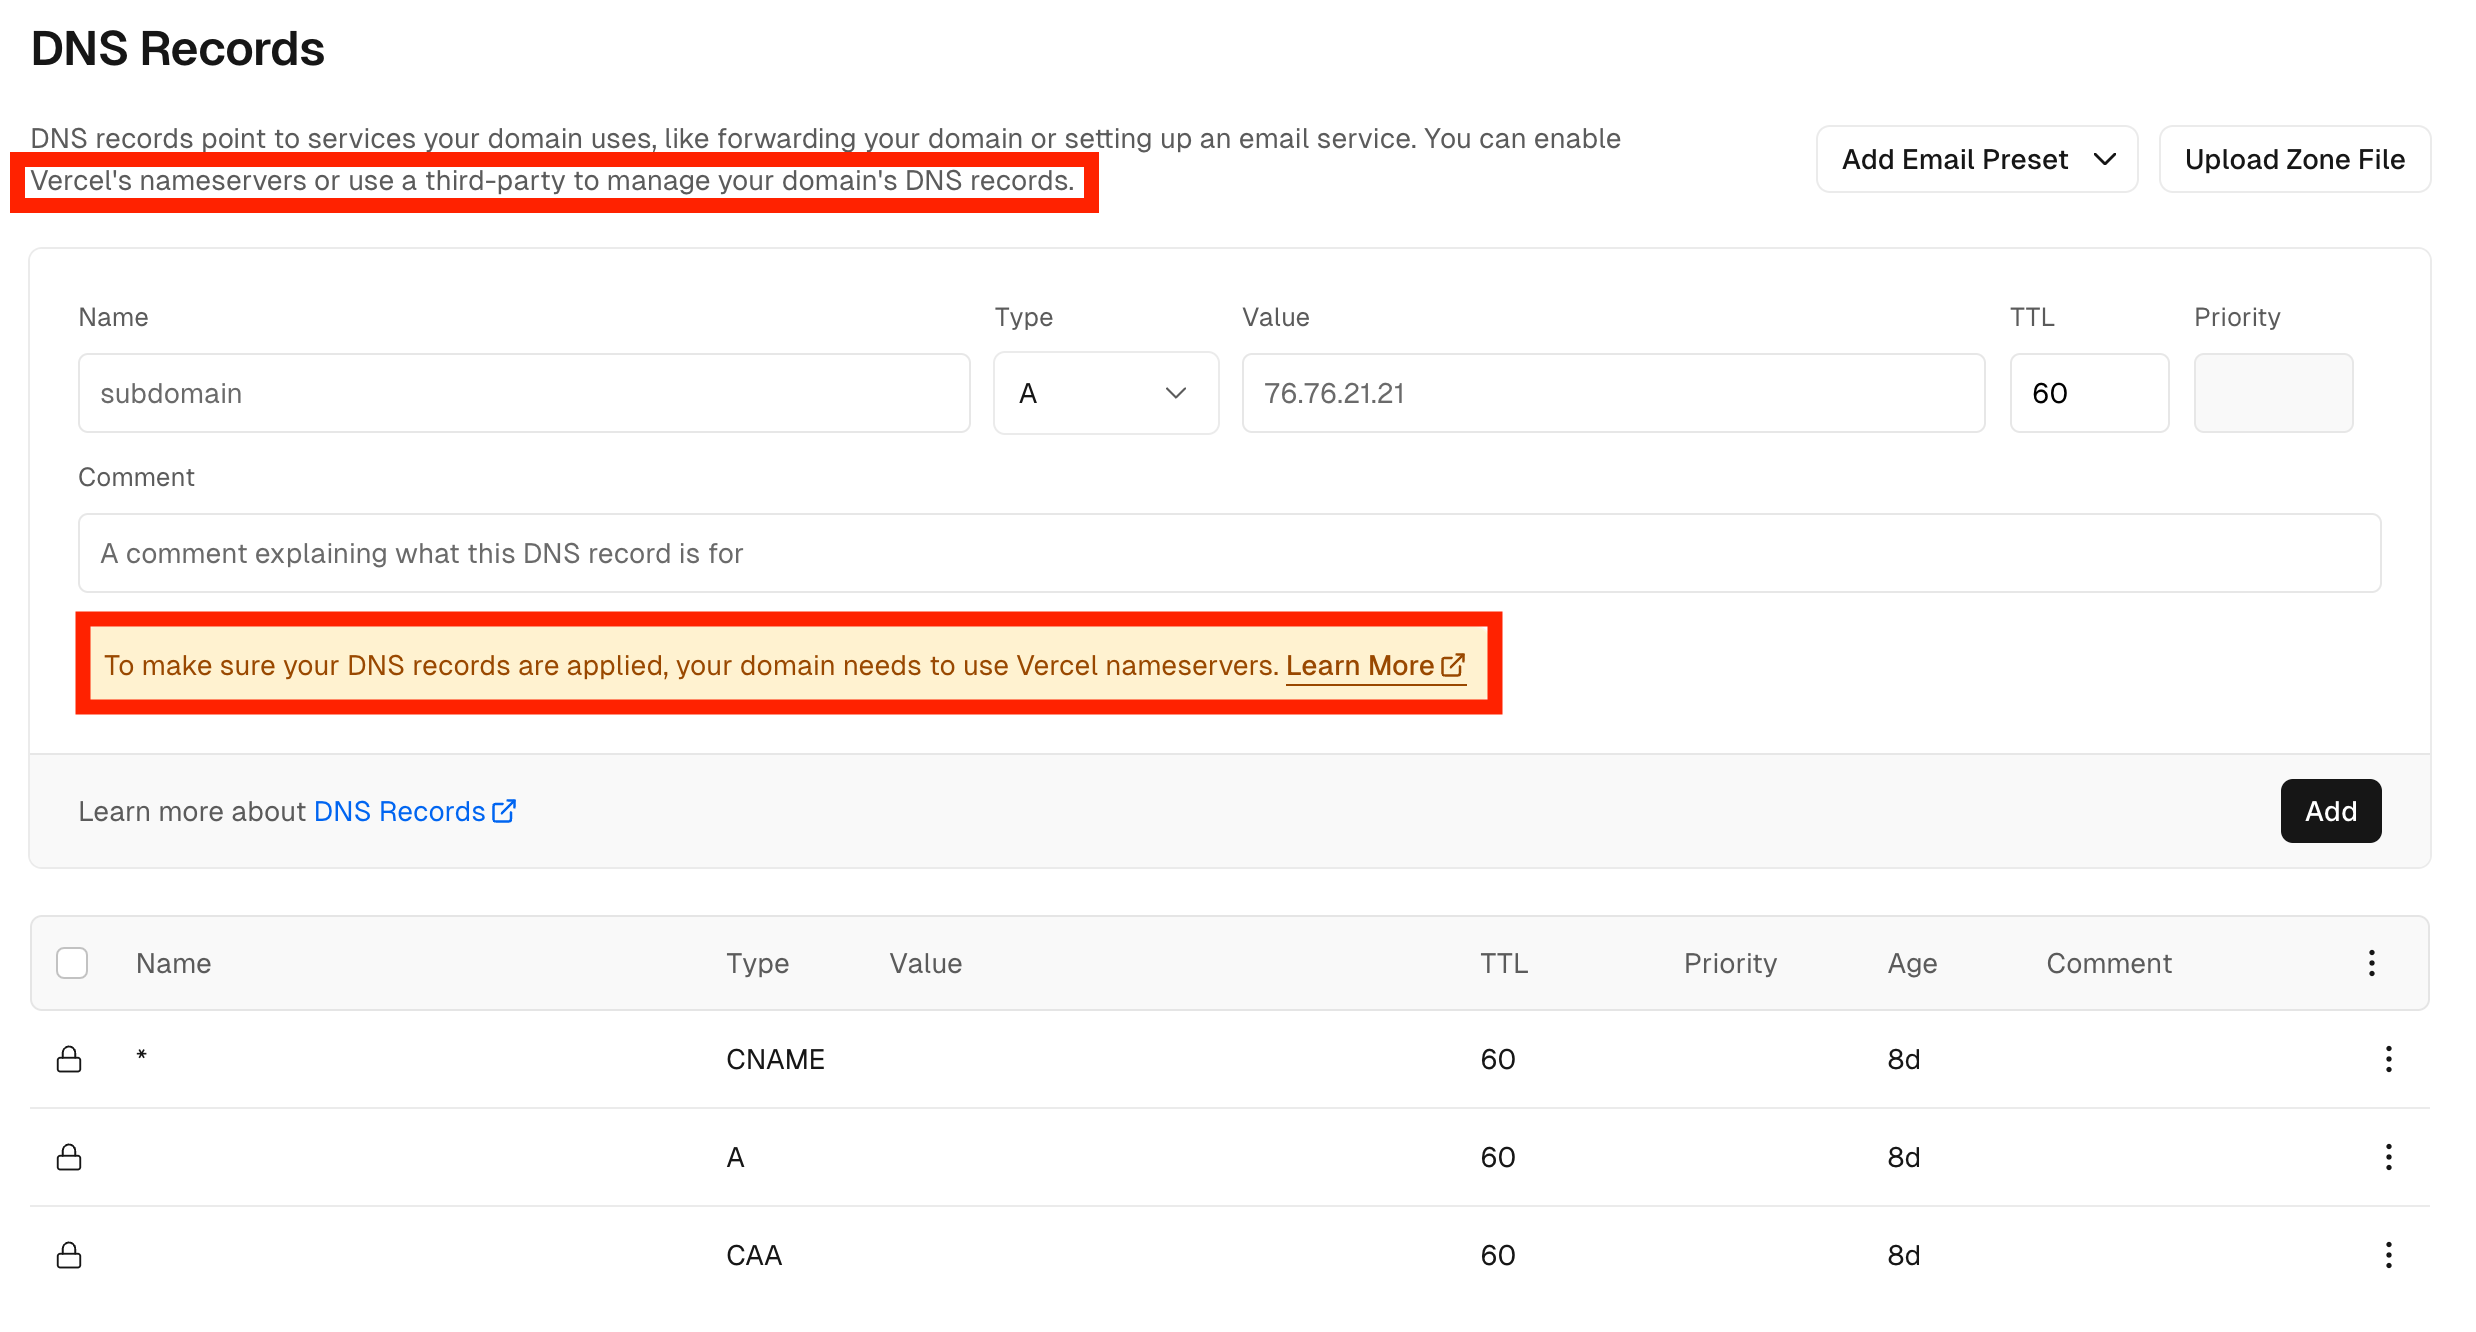 DNS Records
DNS records point to services your domain uses, like forwarding your domain or setting up an email service. You can enable
Vercel's nameservers or use a third-party to manage your domain's DNS records.
Add Email Preset
Upload Zone File
Name
Type
Value
TTL
Priority
subdomain
A
76.76.21.21
60
Comment
A comment explaining what this DNS record is for
To make sure your DNS records are applied, your domain needs to use Vercel nameservers. Learn More
Learn more about DNS Records
Add
Name Type Value TTL Priority Age Comment
* CNAME 60 8d
A 60 8d
CAA 60 8d